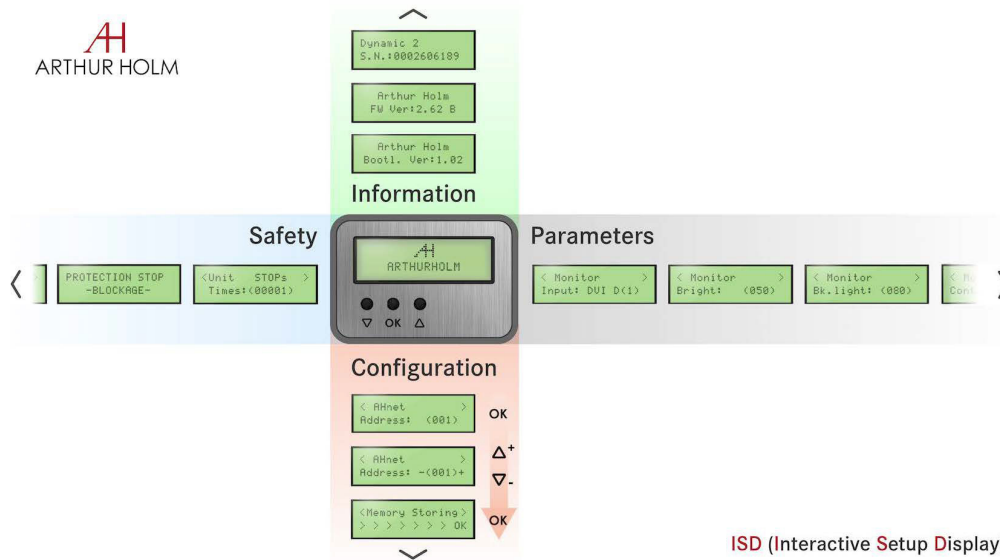 AH
ARTHUR HOLM
Dynamic 2
S.N.:0002606189
Arthur Holm
FW Ver:2.62 B
Arthur Holm
Bootl. Ver:1.02
Information
Safety
Parameters
PROTECTION STOP
-BLOCKAGE-
<Unit STOPs >
Times:(00001)
AH
ARTHURHOLM
▽ OK △
< Monitor >
Input: DVI D(1)
< Monitor >
Bright: (050)
< Monitor >
Bk.light: (080)
Configuration
< AHnet >
Address: (001)
OK
< AHnet >
Address: -(001)+
△+
▽-
<Memory Storing>
> > > > > > > OK
OK
ISD (Interactive Setup Display